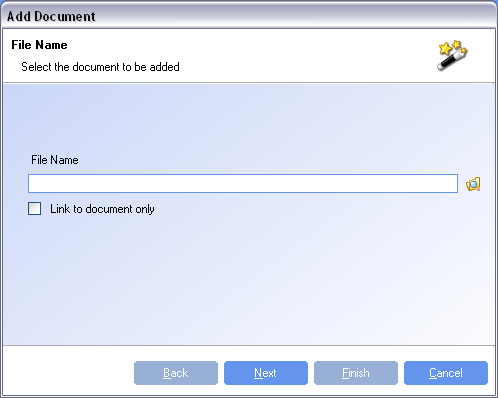 Add Document
File Name
Select the document to be added
File Name
Link to document only
Back Next Finish Cancel